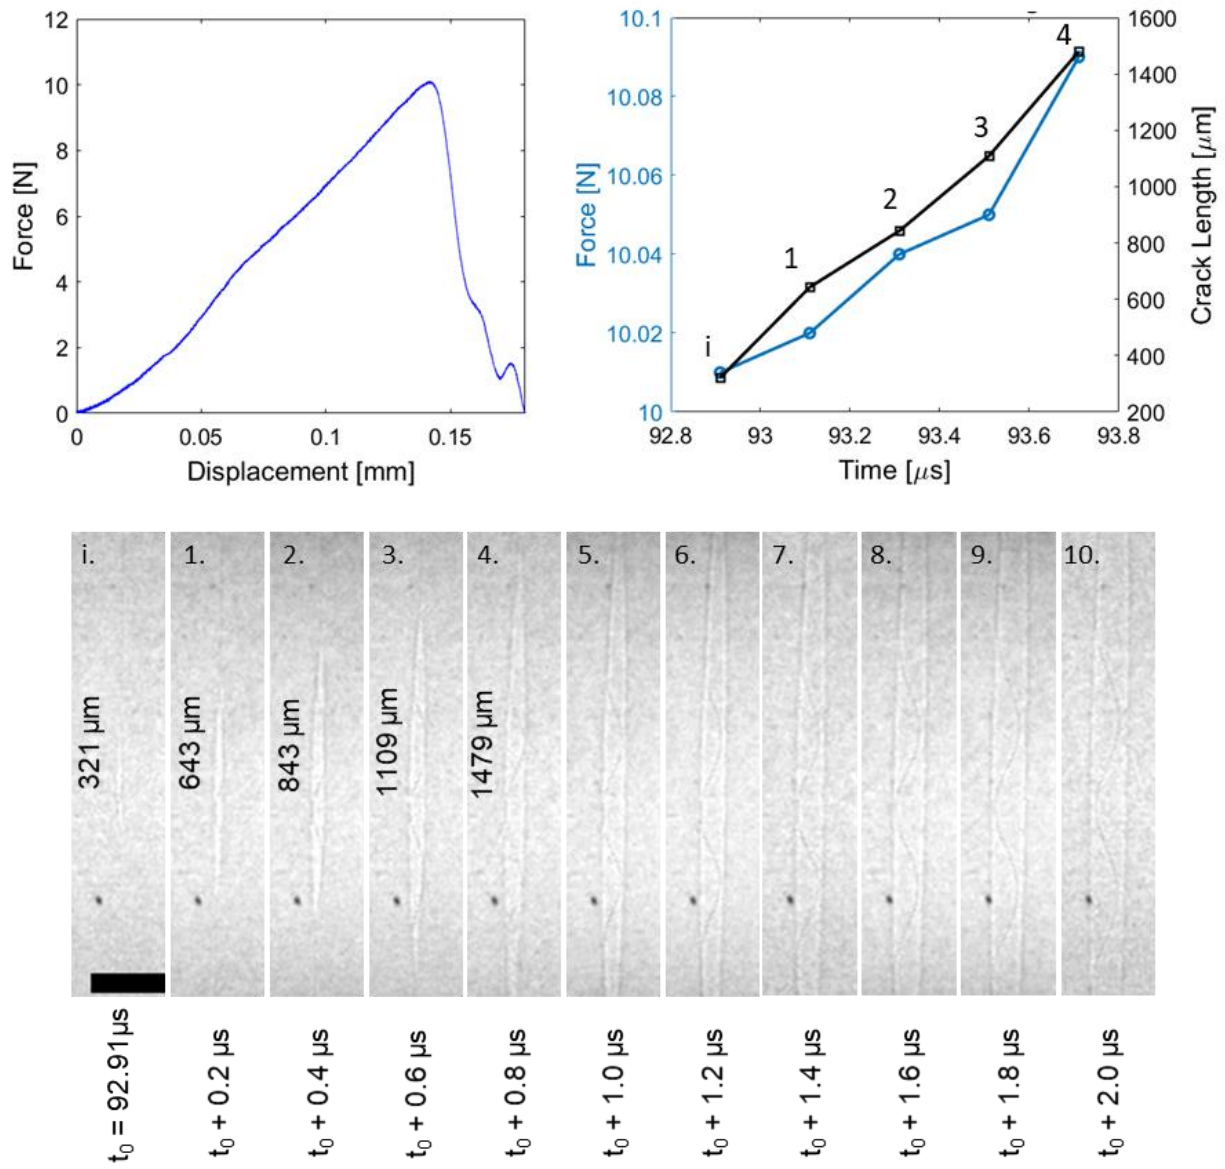 12
10
8
6
4
2
0
Force [N]
0 0.05 0.1 0.15
Displacement [mm]
10.1
10.08
10.06
10.04
10.02
10
Force [N]
i
1
2
3
4
1600
1400
1200
1000
800
600
400
200
Crack Length [μm]
92.8 93 93.2 93.4 93.6 93.8
Time [μs]
i. 1. 2. 3. 4. 5. 6. 7. 8. 9. 10.
321 µm
643 µm
843 µm
1109 µm
1479 µm
t₀ = 92.91µs
t₀ + 0.2 µs
t₀ + 0.4 µs
t₀ + 0.6 µs
t₀ + 0.8 µs
t₀ + 1.0 µs
t₀ + 1.2 µs
t₀ + 1.4 µs
t₀ + 1.6 µs
t₀ + 1.8 µs
t₀ + 2.0 µs